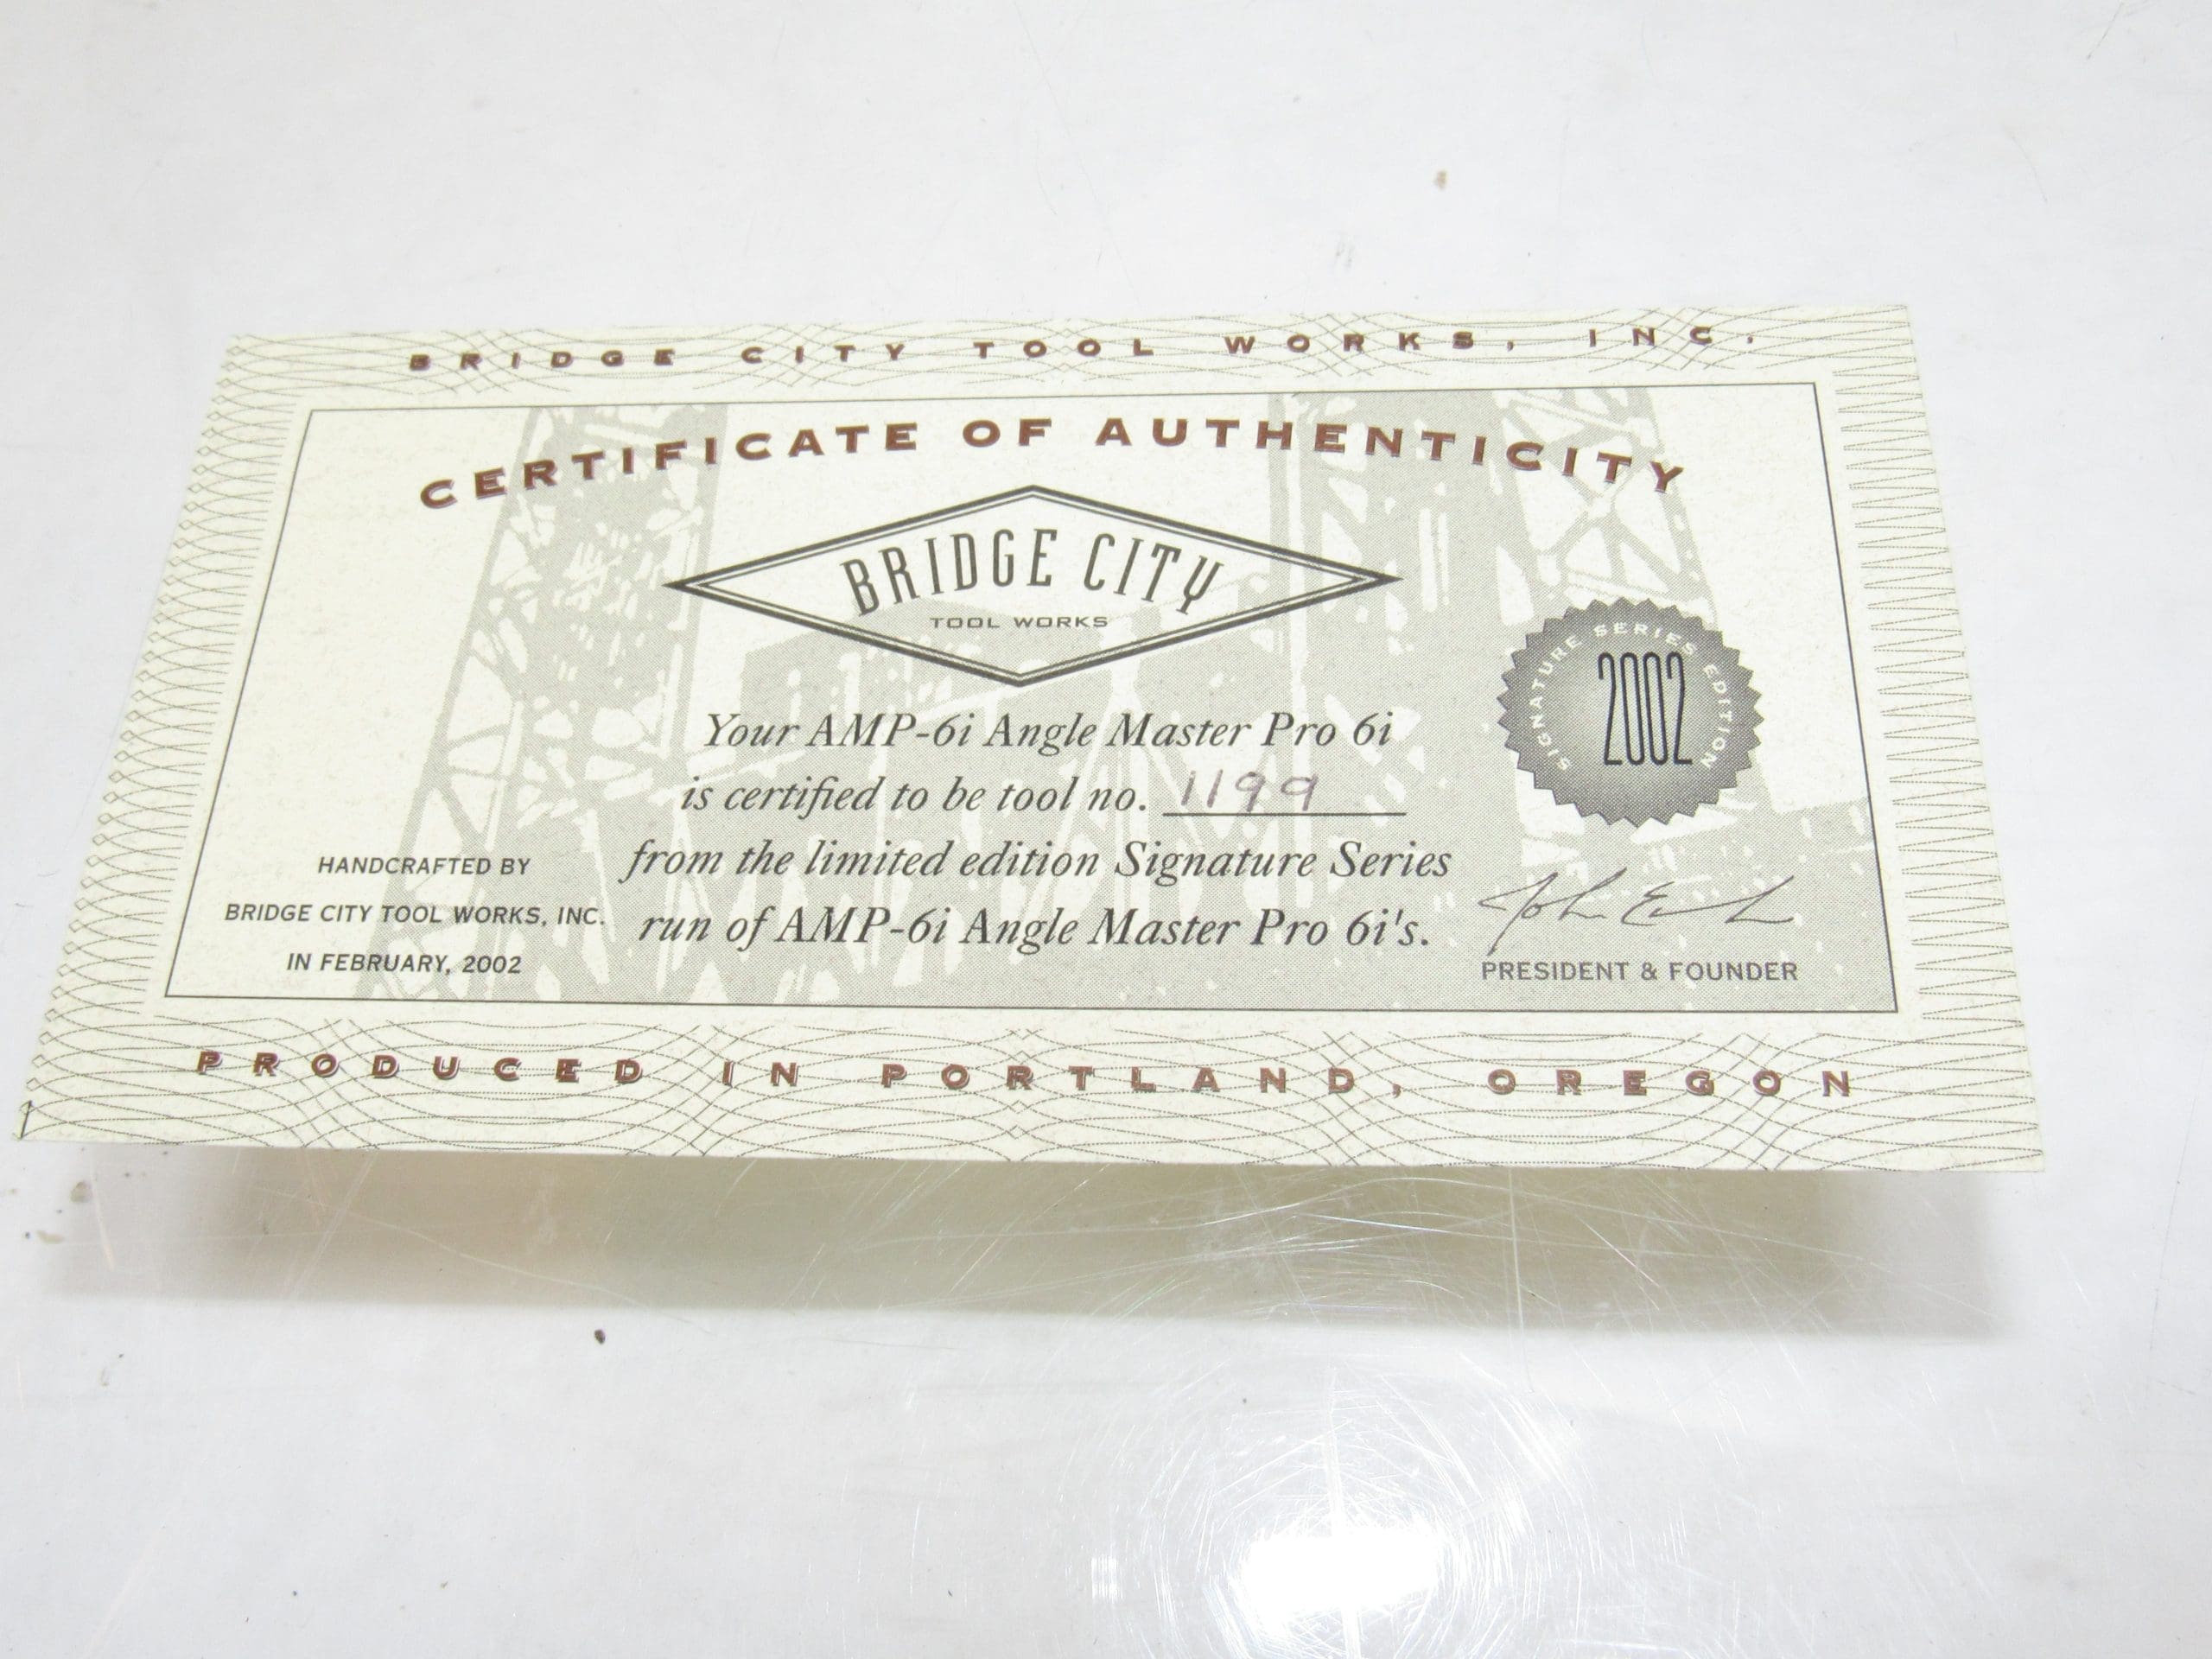 BRIDGE CITY TOOL WORKS, INC.
CERTIFICATE OF AUTHENTICITY
BRIDGE CITY
TOOL WORKS
SIGNATURE SERIES EDITION
2002
Your AMP-6i Angle Master Pro 6i
is certified to be tool no. 1199
from the limited edition Signature Series
run of AMP-6i Angle Master Pro 6i's.
HANDCRAFTED BY
BRIDGE CITY TOOL WORKS, INC.
IN FEBRUARY, 2002
PRESIDENT & FOUNDER
PRODUCED IN PORTLAND, OREGON